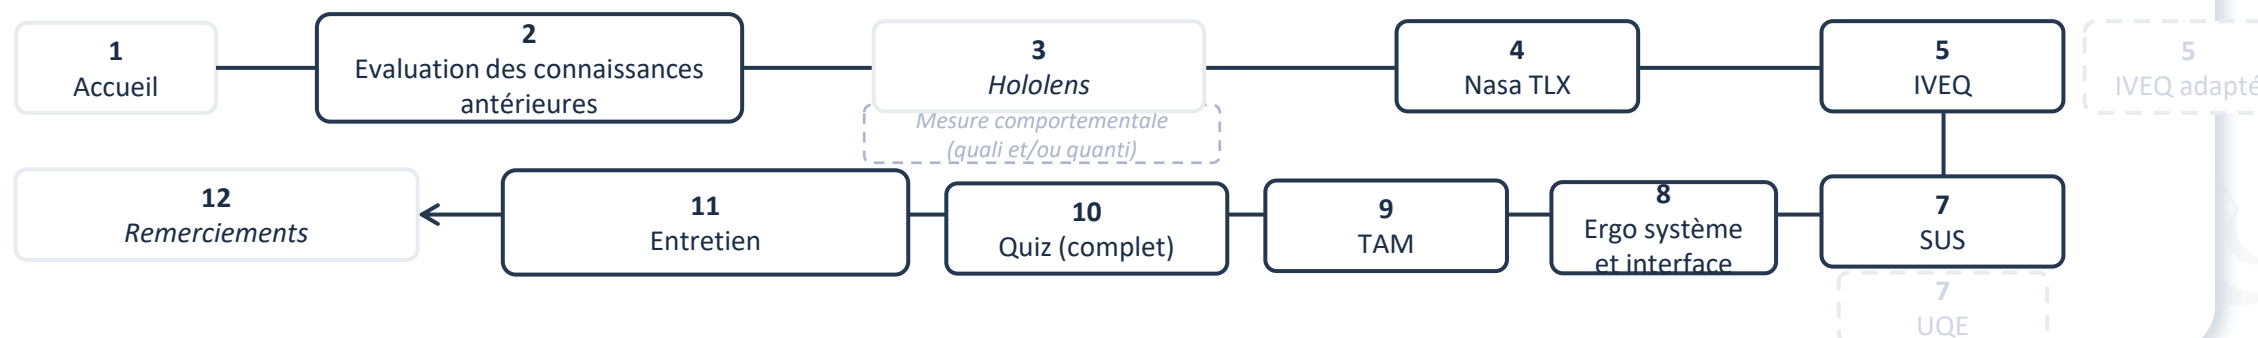 1
Accueil
2
Evaluation des connaissances
antérieures
3
Hololens
Mesure comportementale
(quali et/ou quanti)
4
Nasa TLX
5
IVEQ
5
IVEQ adapté
7
SUS
7
UQE
8
Ergo système
et interface
9
TAM
10
Quiz (complet)
11
Entretien
12
Remerciements